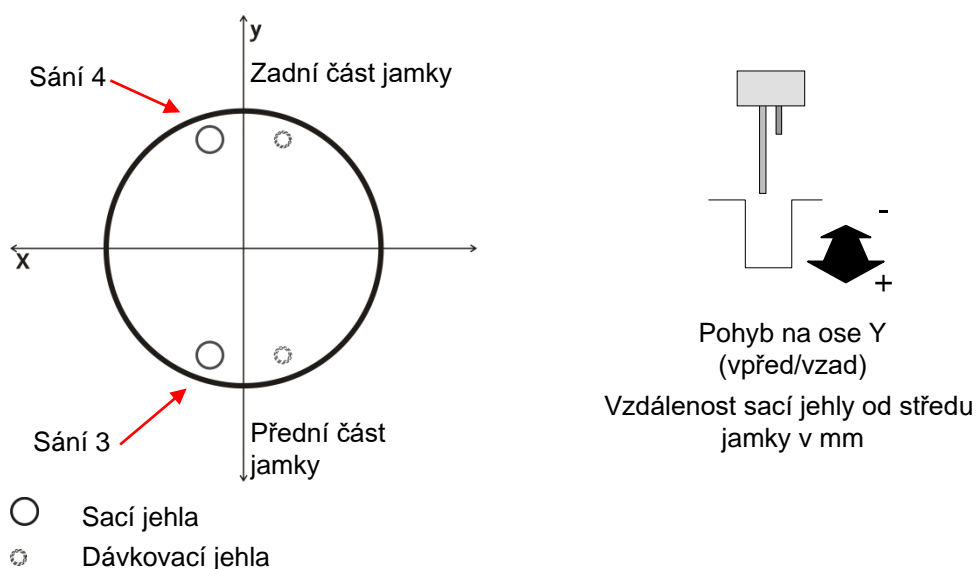 y
Sání 4
Zadní část jamky
X
Sání 3
Přední část
jamky
Sací jehla
Dávkovací jehla
-
+
Pohyb na ose Y
(vpřed/vzad)
Vzdálenost sací jehly od středu
jamky v mm